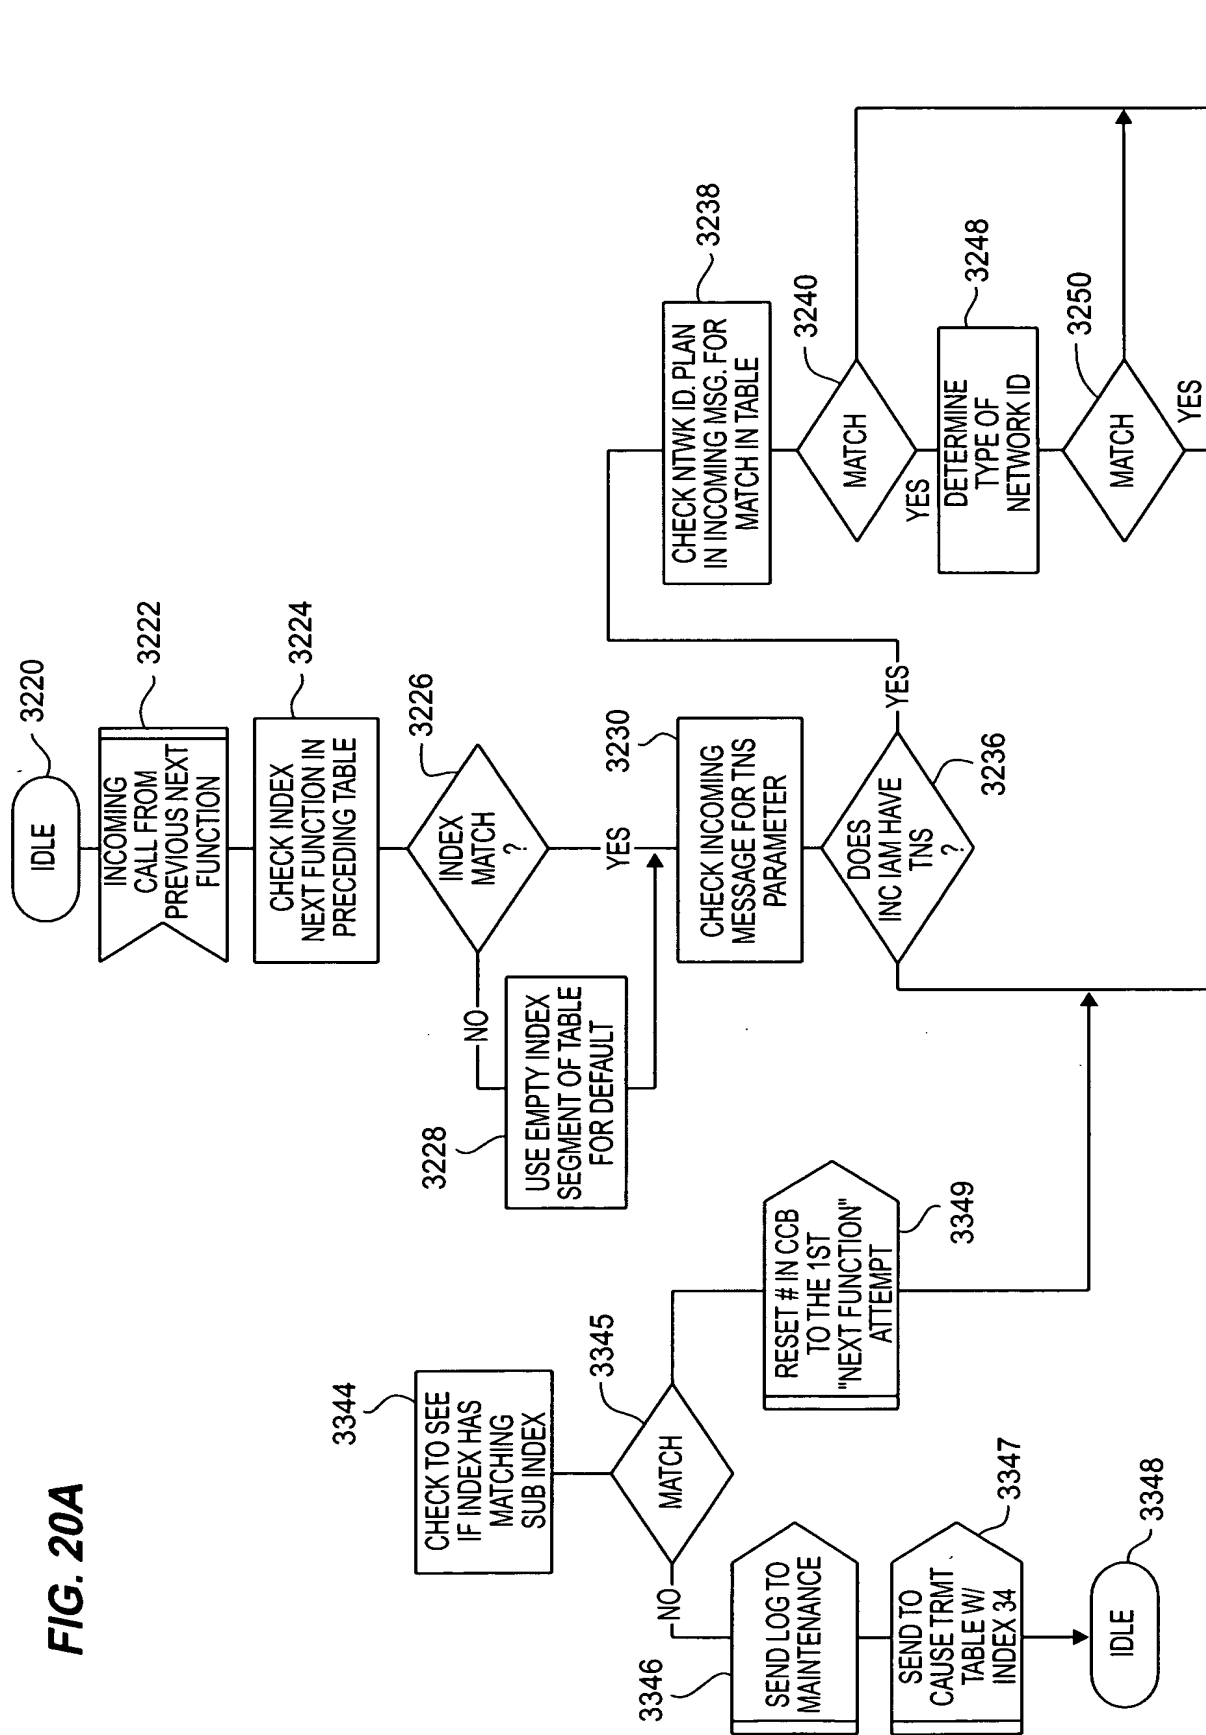 FIG. 20A
IDLE
3220
INCOMING
CALL FROM
PREVIOUS NEXT
FUNCTION
3222
CHECK INDEX
NEXT FUNCTION IN
PRECEDING TABLE
3224
INDEX
MATCH
?
3226
NO
YES
USE EMPTY INDEX
SEGMENT OF TABLE
FOR DEFAULT
3228
CHECK INCOMING
MESSAGE FOR TNS
PARAMETER
3230
DOES
INC IAM HAVE
TNS
?
3236
YES
CHECK NTWK ID. PLAN
IN INCOMING MSG. FOR
MATCH IN TABLE
3238
MATCH
3240
YES
DETERMINE
TYPE OF
NETWORK ID
3248
MATCH
3250
YES
CHECK TO SEE
IF INDEX HAS
MATCHING
SUB INDEX
3344
MATCH
3345
NO
SEND LOG TO
MAINTENANCE
3346
SEND TO
CAUSE TRMT
TABLE W/
INDEX 34
3347
IDLE
3348
RESET # IN CCB
TO THE 1ST
"NEXT FUNCTION"
ATTEMPT
3349